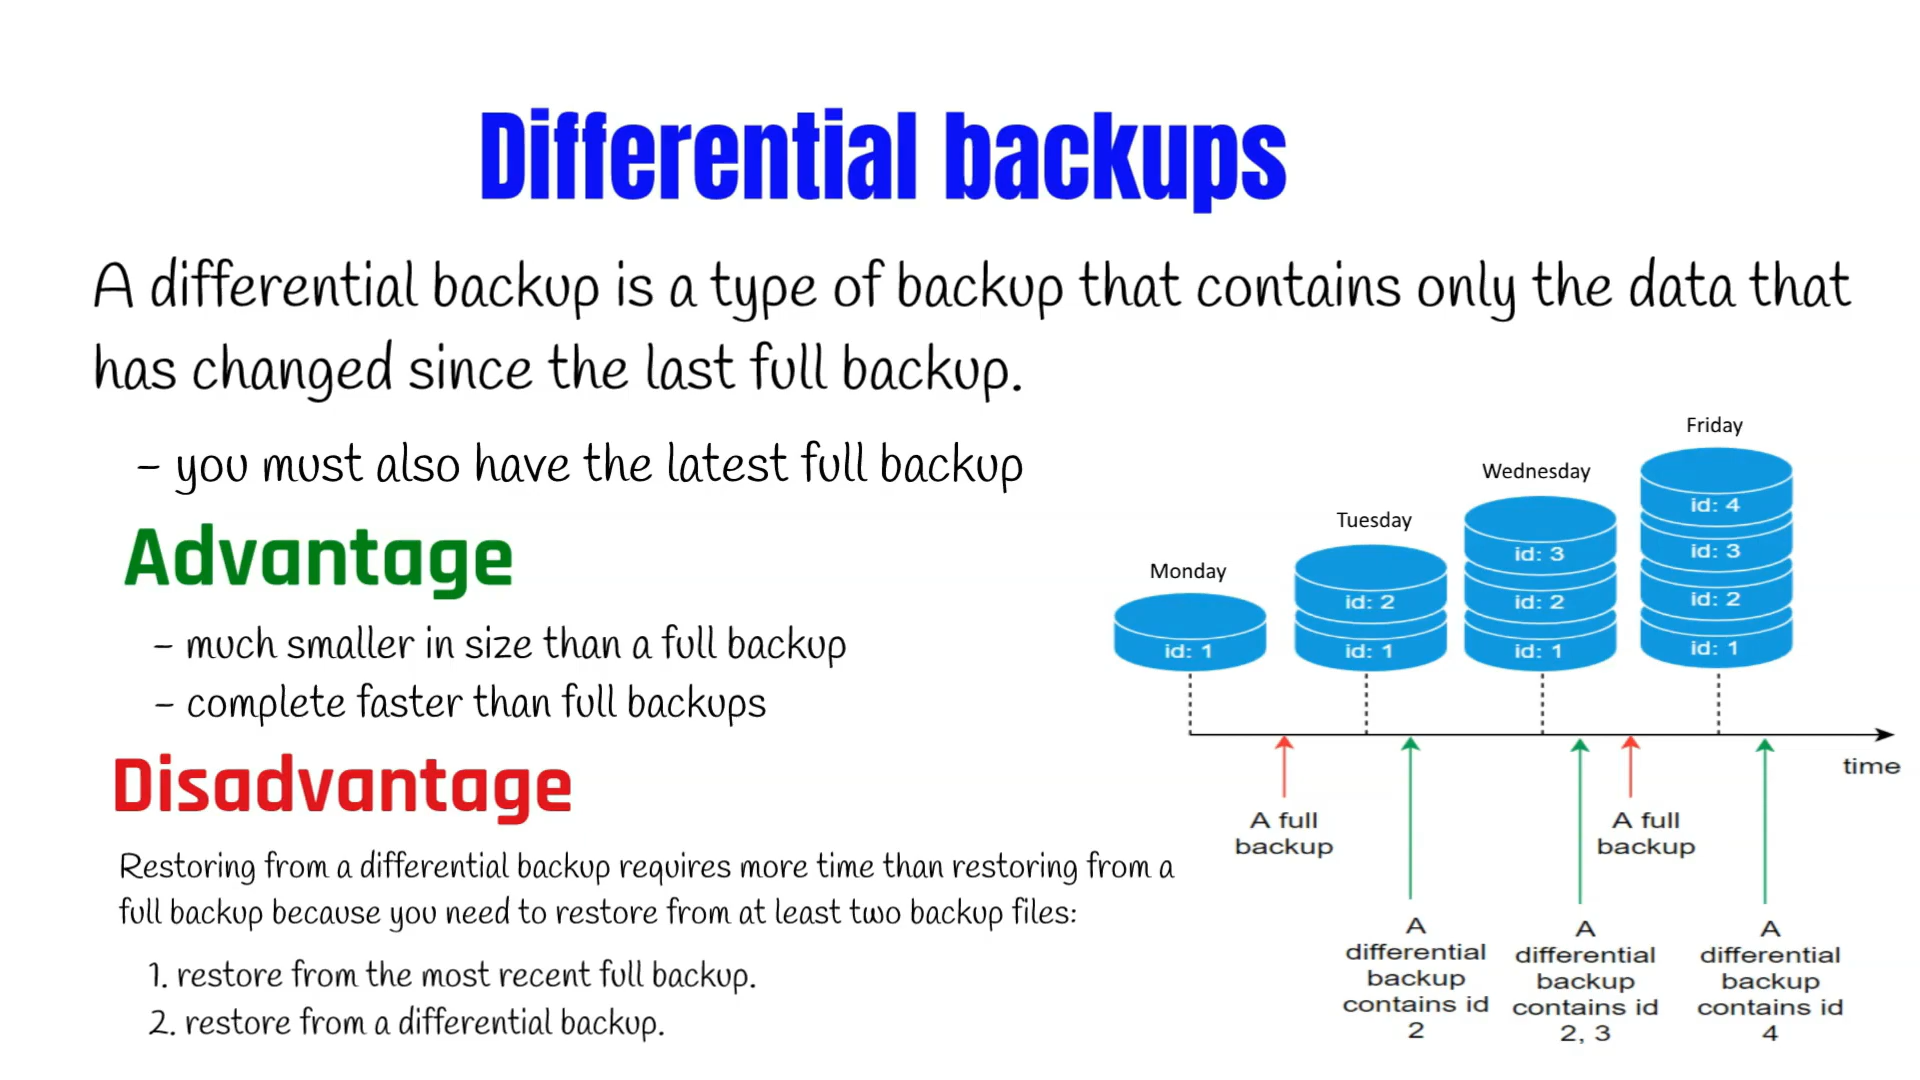 Differential backups
A differential backup is a type of backup that contains only the data that
has changed since the last full backup.
- you must also have the latest full backup
Advantage
- much smaller in size than a full backup
- complete faster than full backups
Disadvantage
Restoring from a differential backup requires more time than restoring from a
full backup because you need to restore from at least two backup files:
1. restore from the most recent full backup.
2. restore from a differential backup.
Monday
id: 1
Tuesday
id: 2
id: 1
Wednesday
id: 3
id: 2
id: 1
Friday
id: 4
id: 3
id: 2
id: 1
time
A full
backup
A full
backup
A
differential
backup
contains id
2
A
differential
backup
contains id
2, 3
A
differential
backup
contains id
4